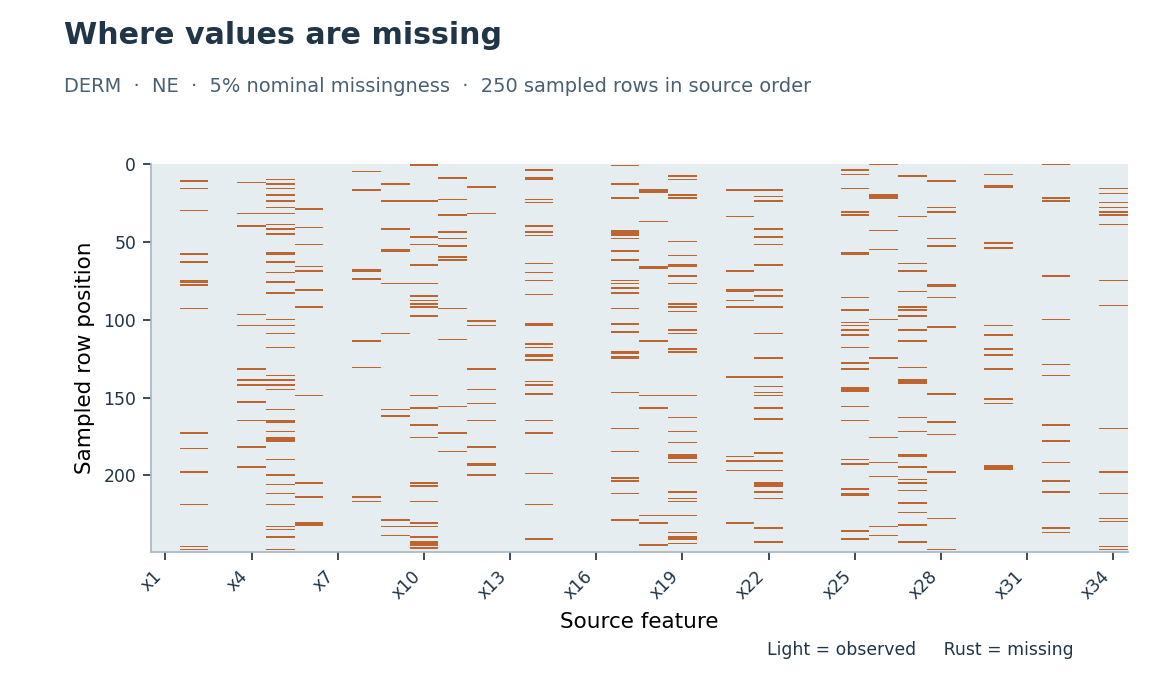 Where values are missing
DERM · NE · 5% nominal missingness · 250 sampled rows in source order
Sampled row position
0
50
100
150
200
x1 x4 x7 x10 x13 x16 x19 x22 x25 x28 x31 x34
Source feature
Light = observed Rust = missing